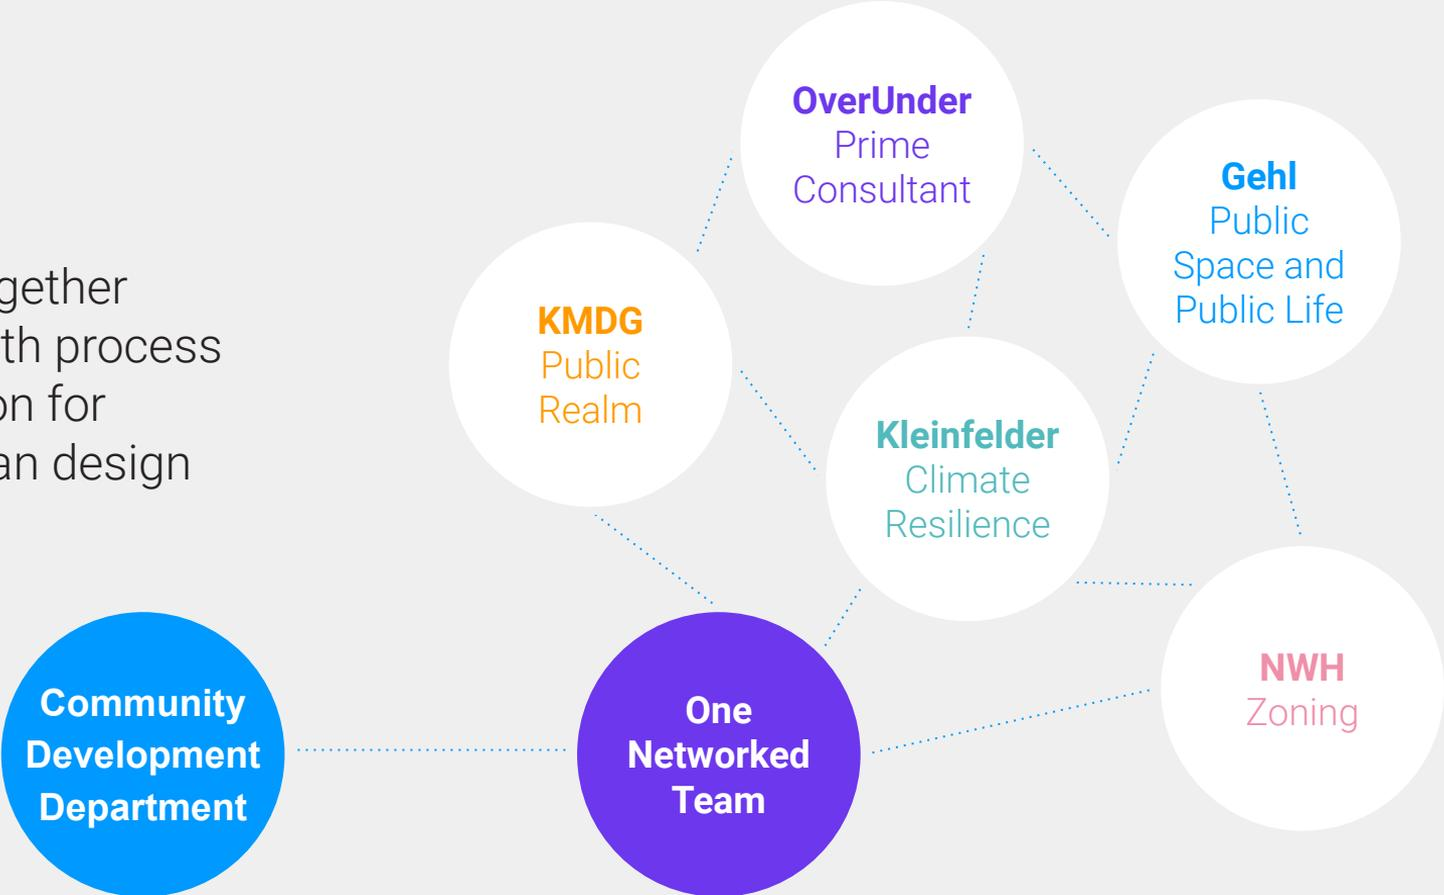 gether
th process
on for
an design
OverUnder
Prime
Consultant
Gehl
Public
Space and
Public Life
KMDG
Public
Realm
Kleinfelder
Climate
Resilience
NWH
Zoning
Community
Development
Department
One
Networked
Team